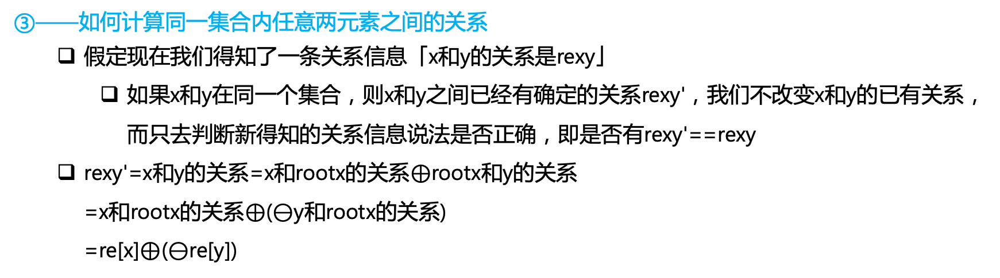 ③——如何计算同一集合内任意两元素之间的关系
❑ 假定现在我们得知了一条关系信息「x和y的关系是rexy」
❑ 如果x和y在同一个集合，则x和y之间已经有确定的关系rexy'，我们不改变x和y的已有关系，
而只去判断新得知的关系信息说法是否正确，即是否有rexy'==rexy
❑ rexy'=x和y的关系=x和rootx的关系⊕rootx和y的关系
=x和rootx的关系⊕(⊖y和rootx的关系)
=re[x]⊕(⊖re[y])